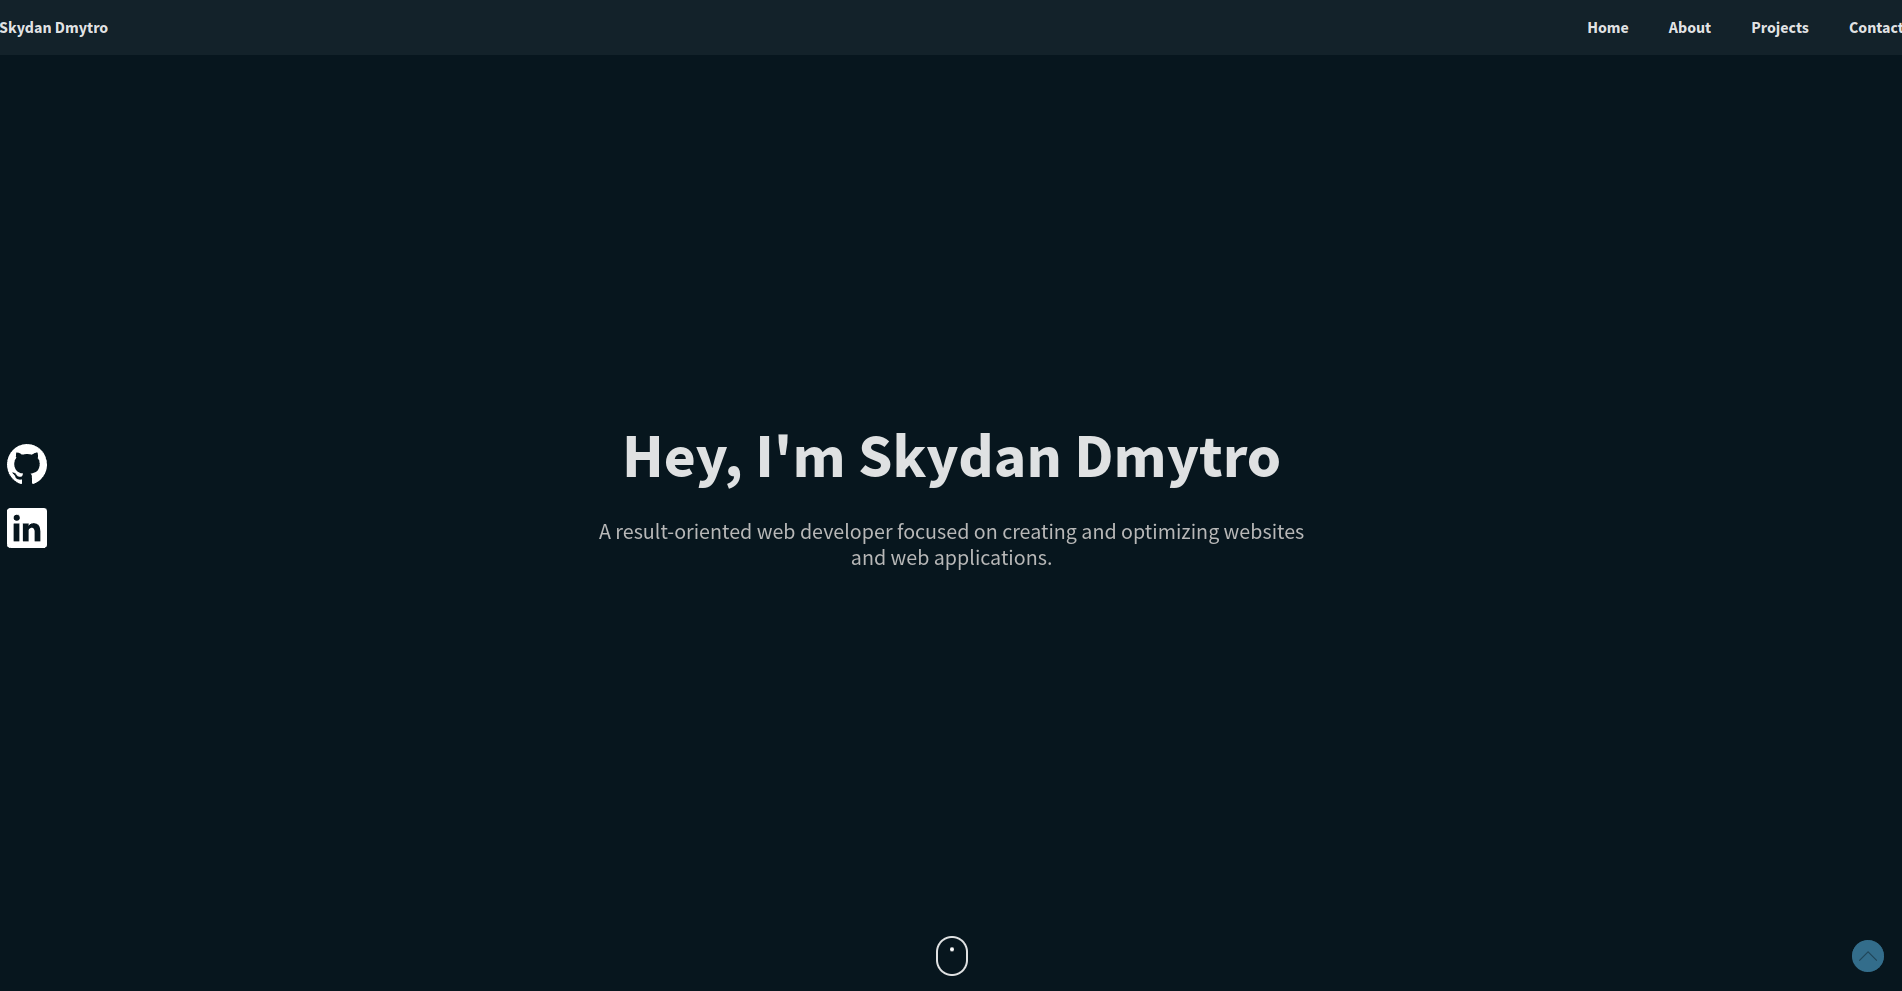 Skydan Dmytro
Home
About
Projects
Contact
Hey, I'm Skydan Dmytro
A result-oriented web developer focused on creating and optimizing websites
and web applications.
in